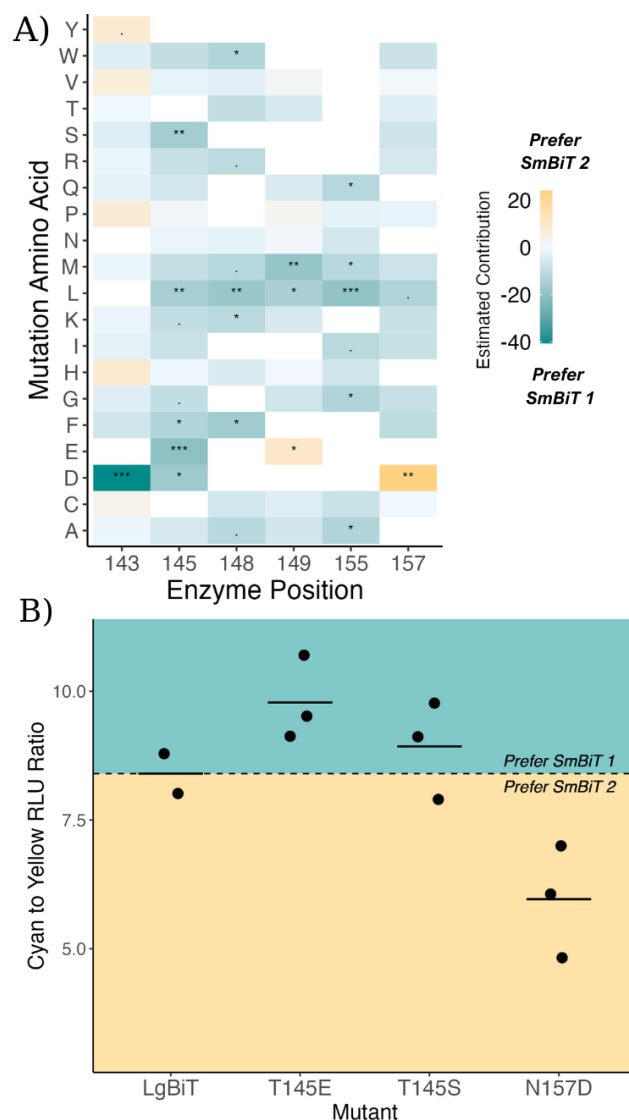 A)
Mutation Amino Acid
Y
W
V
T
S
R
Q
P
N
M
L
K
I
H
G
F
E
D
C
A
.
*
**
.
*
. ** *
** ** * *** .
. *
.
. *
* *
*** *
*** * **
. *
143 145 148 149 155 157
Enzyme Position
Prefer
SmBiT 2
Estimated Contribution
20
0
-20
-40
Prefer
SmBiT 1
B)
Cyan to Yellow RLU Ratio
10.0
7.5
5.0
Prefer SmBiT 1
Prefer SmBiT 2
LgBiT T145E T145S N157D
Mutant